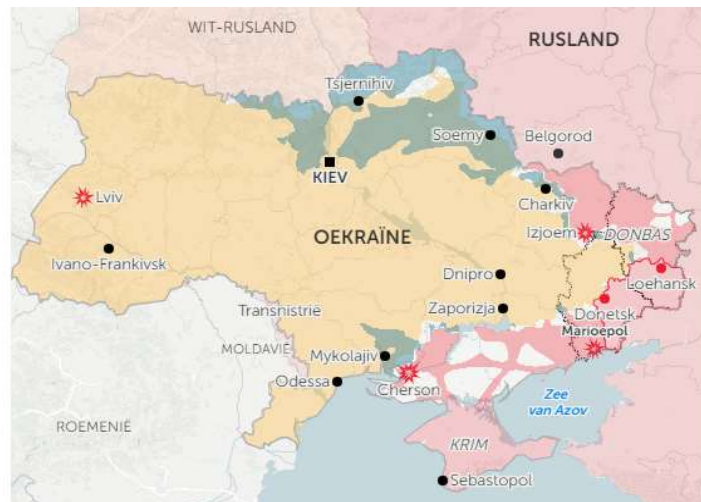 WIT-RUSLAND
RUSLAND
Tsjernihiv
Soemy
Belgorod
KIEV
Lviv
Charkiv
OEKRAÏNE
Izjoem
DONBAS
Ivano-Frankivsk
Dnipro
Loehansk
Zaporizja
Donetsk
Transnistrië
Marioepol
MOLDAVIË
Mykolajiv
Odessa
Cherson
Zee
van Azov
ROEMENIË
KRIM
Sebastopol